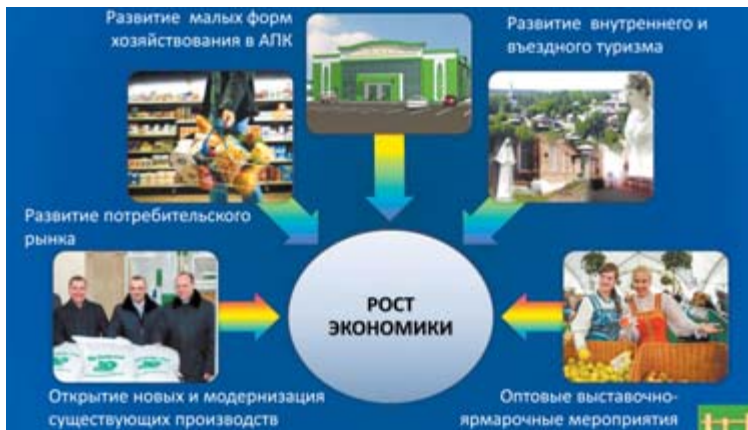 Развитие малых форм
хозяйствования в АПК
Развитие внутреннего и
въездного туризма
Развитие потребительского
рынка
РОСТ
ЭКОНОМИКИ
Открытие новых и модернизация
существующих производств
Оптовые выставочно-
ярмарочные мероприятия